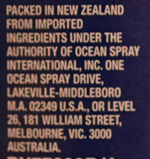 PACKED IN NEW ZEALAND
FROM IMPORTED
INGREDIENTS UNDER THE
AUTHORITY OF OCEAN SPRAY
INTERNATIONAL, INC. ONE
OCEAN SPRAY DRIVE,
LAKEVILLE-MIDDLEBORO
M.A. 02349 U.S.A., OR LEVEL
26, 181 WILLIAM STREET,
MELBOURNE, VIC. 3000
AUSTRALIA.